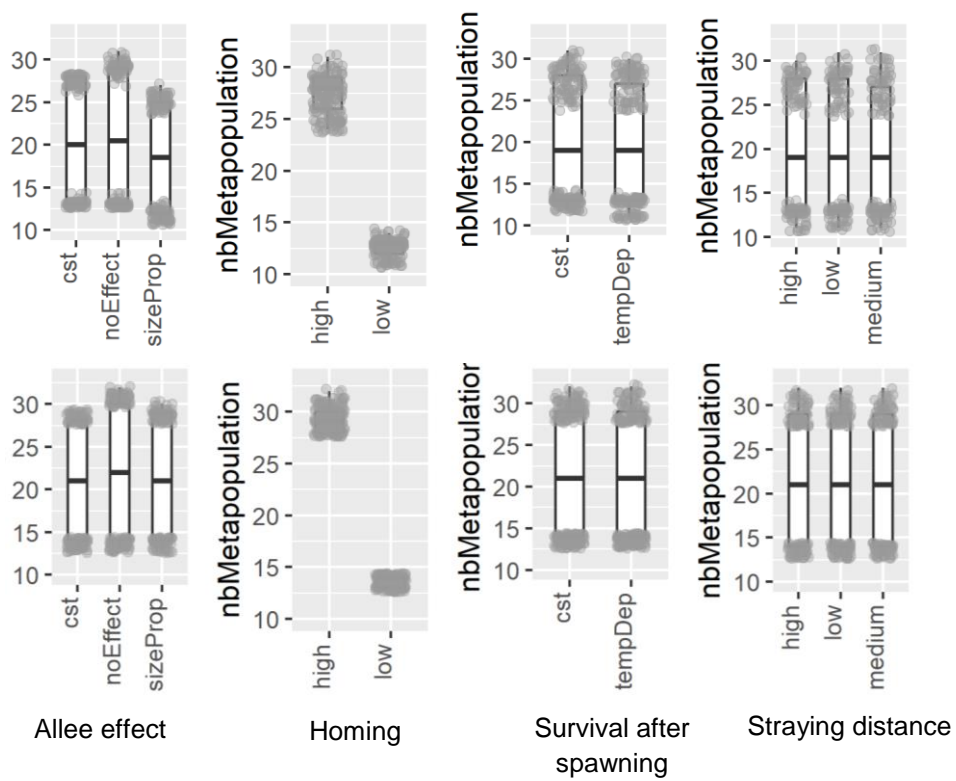 30
25
20
15
10
cst
noEffect
sizeProp
nbMetapopulation
30
25
20
15
10
high
low
nbMetapopulation
30
25
20
15
10
cst
tempDep
nbMetapopulation
30
25
20
15
10
high
low
medium
30
25
20
15
10
cst
noEffect
sizeProp
nbMetapopulation
30
25
20
15
10
high
low
nbMetapopulation
30
25
20
15
10
cst
tempDep
nbMetapopulation
30
25
20
15
10
high
low
medium
Allee effect
Homing
Survival after
spawning
Straying distance